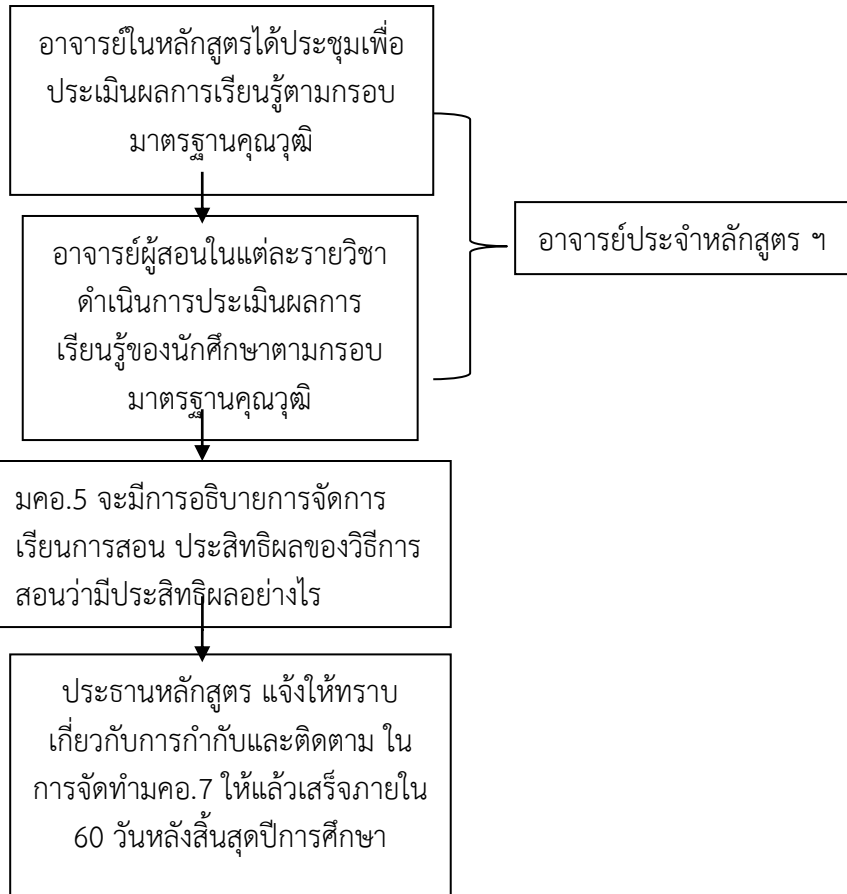 อาจารย์ในหลักสูตรได้ประชุมเพื่อ
ประเมินผลการเรียนรู้ตามกรอบ
มาตรฐานคุณวุฒิ
อาจารย์ผู้สอนในแต่ละรายวิชา
ดำเนินการประเมินผลการ
เรียนรู้ของนักศึกษาตามกรอบ
มาตรฐานคุณวุฒิ
อาจารย์ประจำหลักสูตร ฯ
มคอ.5 จะมีการอธิบายการจัดการ
เรียนการสอน ประสิทธิผลของวิธีการ
สอนว่ามีประสิทธิผลอย่างไร
ประธานหลักสูตร แจ้งให้ทราบ
เกี่ยวกับการกำกับและติดตาม ใน
การจัดทำมคอ.7 ให้แล้วเสร็จภายใน
60 วันหลังสิ้นสุดปีการศึกษา